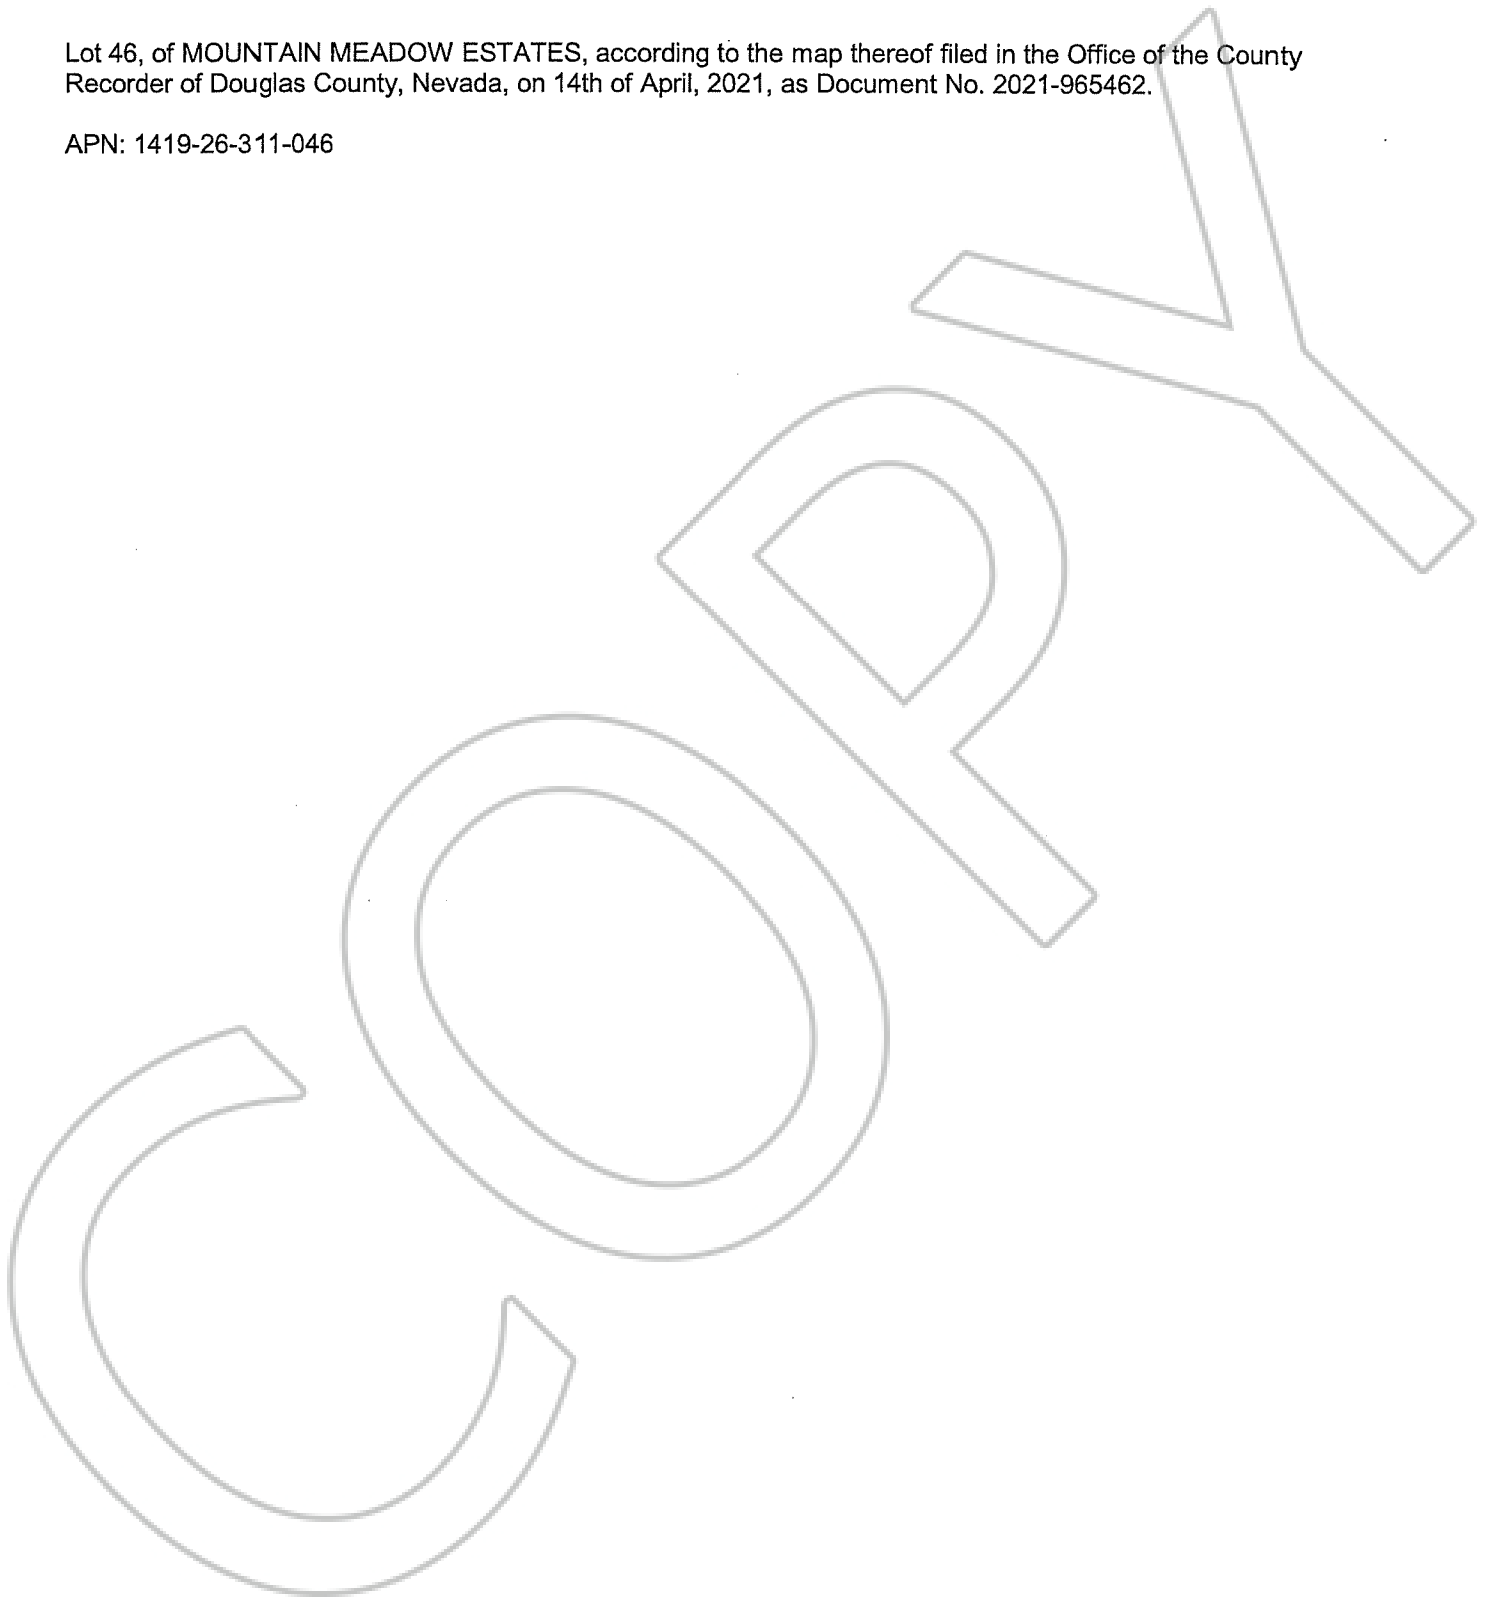 Lot 46, of MOUNTAIN MEADOW ESTATES, according to the map thereof filed in the Office of the County
Recorder of Douglas County, Nevada, on 14th of April, 2021, as Document No. 2021-965462.
APN: 1419-26-311-046
COPY